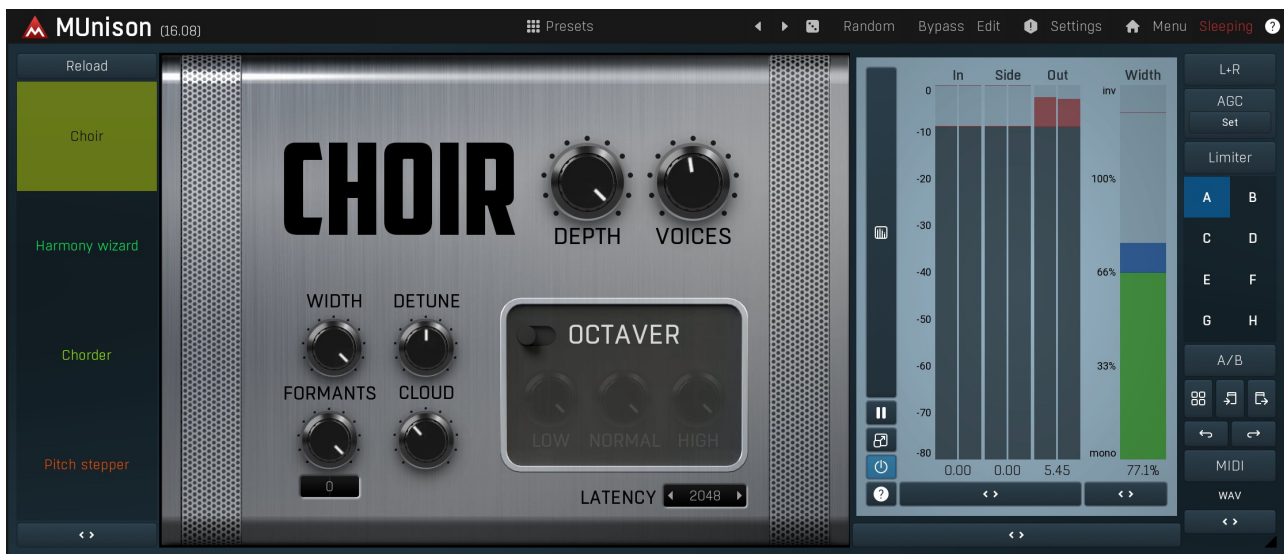 MUnison (16.08)
Presets
Random
Bypass
Edit
Settings
Menu
Sleeping
?
Reload
Choir
Harmony wizard
Chorder
Pitch stepper
CHOIR
DEPTH
VOICES
WIDTH
DETUNE
FORMANTS
CLOUD
0
OCTAVER
LOW
NORMAL
HIGH
LATENCY
2048
In
Side
Out
Width
0
-10
-20
-30
-40
-50
-60
-70
-80
inv
100%
66%
33%
mono
0.00
0.00
5.45
77.1%
?
L+R
AGC
Set
Limiter
A
B
C
D
E
F
G
H
A/B
MIDI
WAV